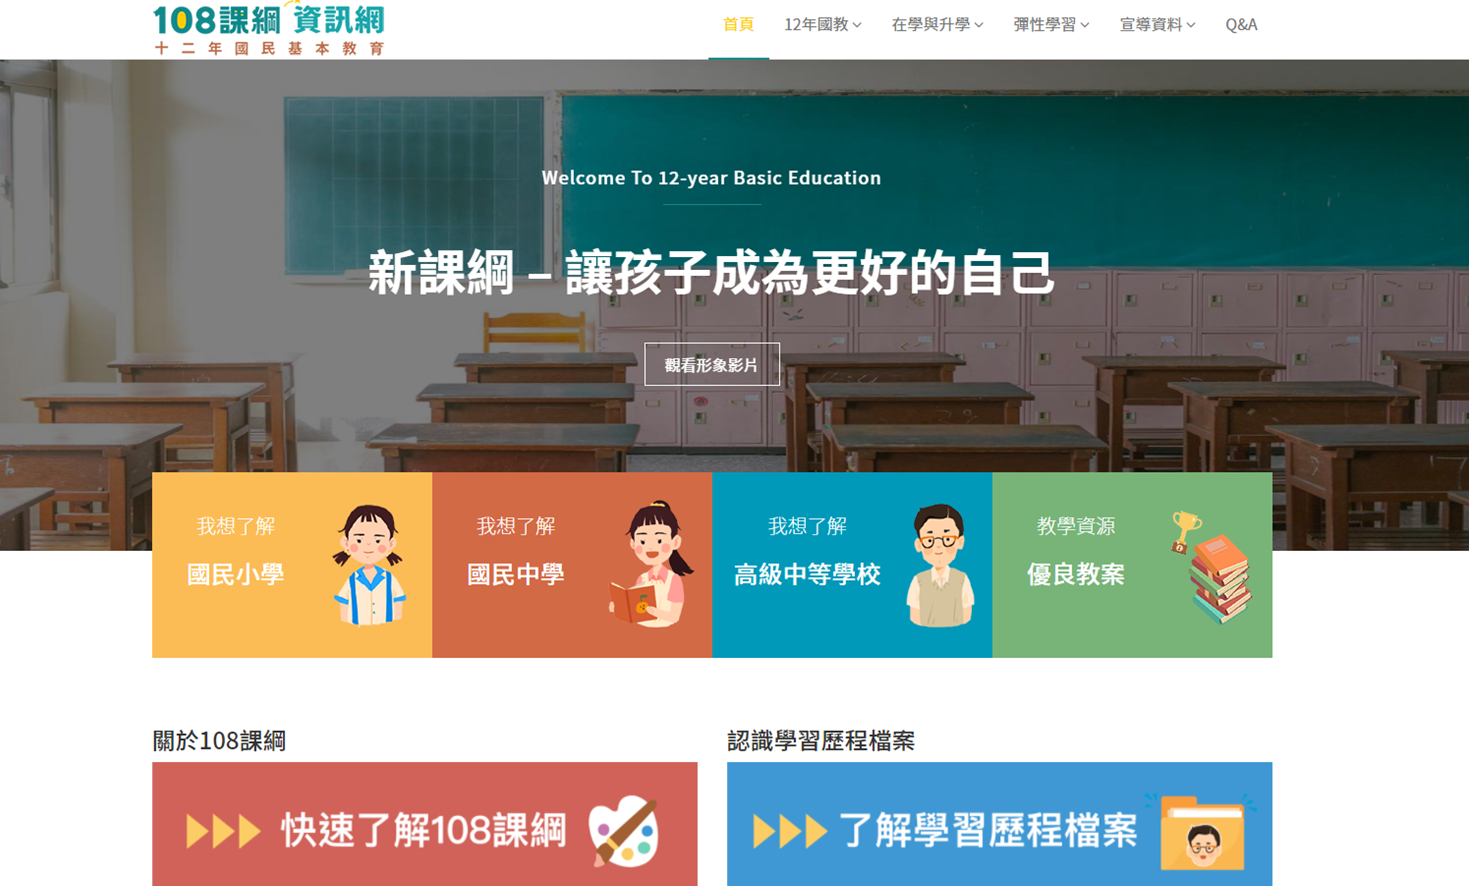 108課綱 資訊網
十二年國民基本教育
首頁 12年國教 在學與升學 彈性學習 宣導資料 Q&A
Welcome To 12-year Basic Education
新課綱 – 讓孩子成為更好的自己
觀看形象影片
我想了解
國民小學
我想了解
國民中學
我想了解
高級中等學校
教學資源
優良教案
關於108課綱
快速了解108課綱
認識學習歷程檔案
了解學習歷程檔案